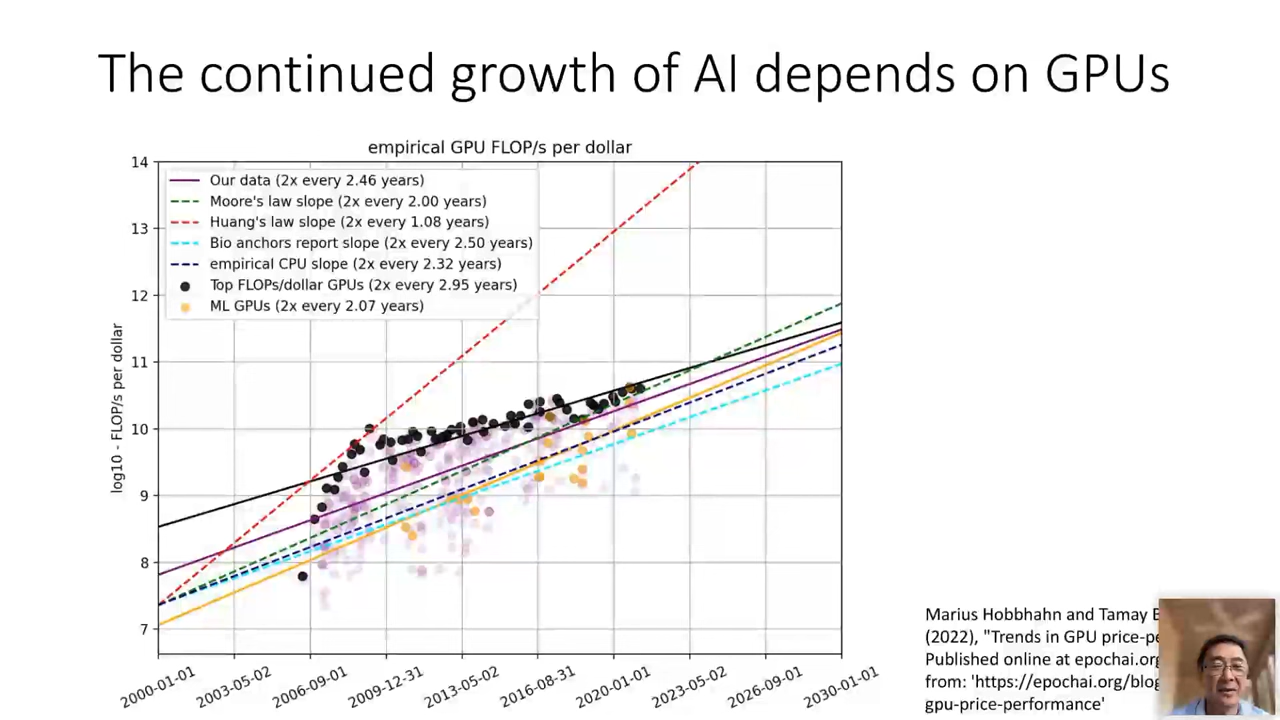 The continued growth of AI depends on GPUs
empirical GPU FLOP/s per dollar
14
13
12
11
10
9
8
7
log10 - FLOP/s per dollar
Our data (2x every 2.46 years)
Moore's law slope (2x every 2.00 years)
Huang's law slope (2x every 1.08 years)
Bio anchors report slope (2x every 2.50 years)
empirical CPU slope (2x every 2.32 years)
Top FLOPs/dollar GPUs (2x every 2.95 years)
ML GPUs (2x every 2.07 years)
2000-01-01
2003-05-02
2006-09-01
2009-12-31
2013-05-02
2016-08-31
2020-01-01
2023-05-02
2026-09-01
2030-01-01
Marius Hobbhahn and Tamay
(2022), "Trends in GPU
Published online at
from: 'https://epochai.org/blog
gpu-price-performance'